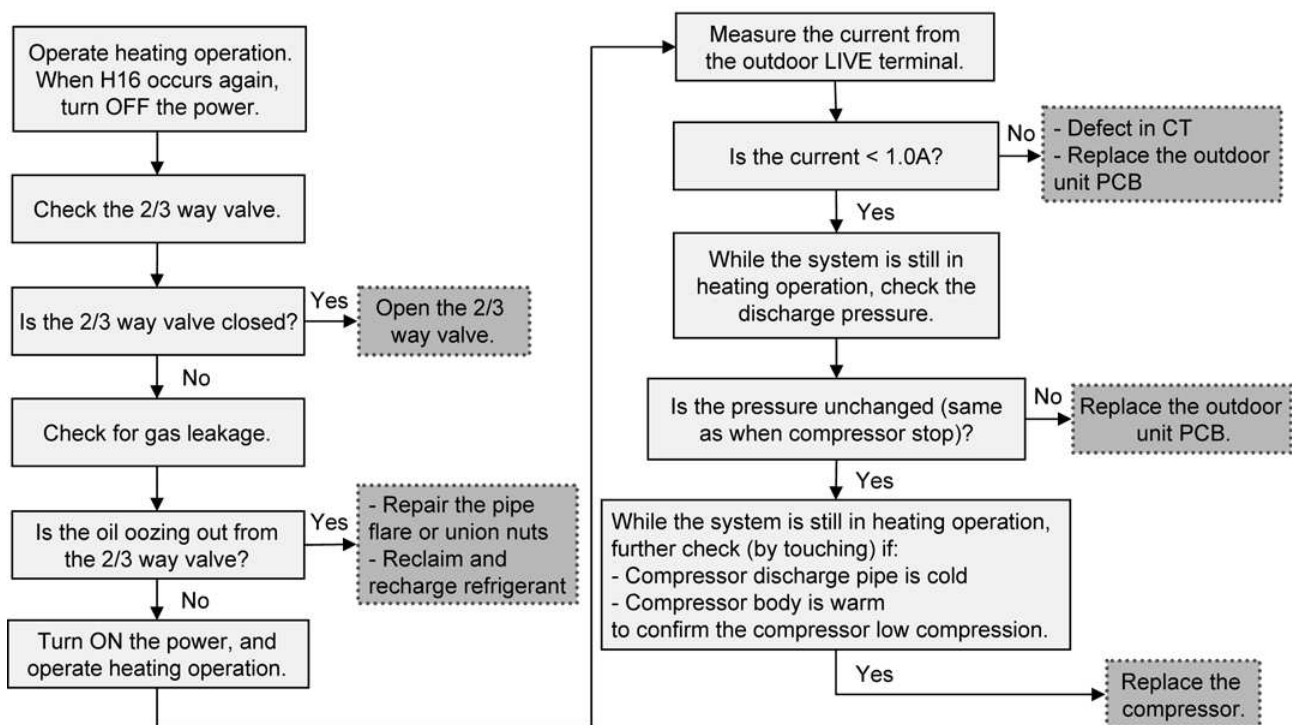 Operate heating operation.
When H16 occurs again,
turn OFF the power.
Check the 2/3 way valve.
Is the 2/3 way valve closed?
Yes
Open the 2/3
way valve.
No
Check for gas leakage.
Is the oil oozing out from
the 2/3 way valve?
Yes
- Repair the pipe
flare or union nuts
- Reclaim and
recharge refrigerant
No
Turn ON the power, and
operate heating operation.
Measure the current from
the outdoor LIVE terminal.
Is the current < 1.0A?
No
- Defect in CT
- Replace the outdoor
unit PCB
Yes
While the system is still in
heating operation, check the
discharge pressure.
Is the pressure unchanged (same
as when compressor stop)?
No
Replace the outdoor
unit PCB.
Yes
While the system is still in heating operation,
further check (by touching) if:
- Compressor discharge pipe is cold
- Compressor body is warm
to confirm the compressor low compression.
Yes
Replace the
compressor.